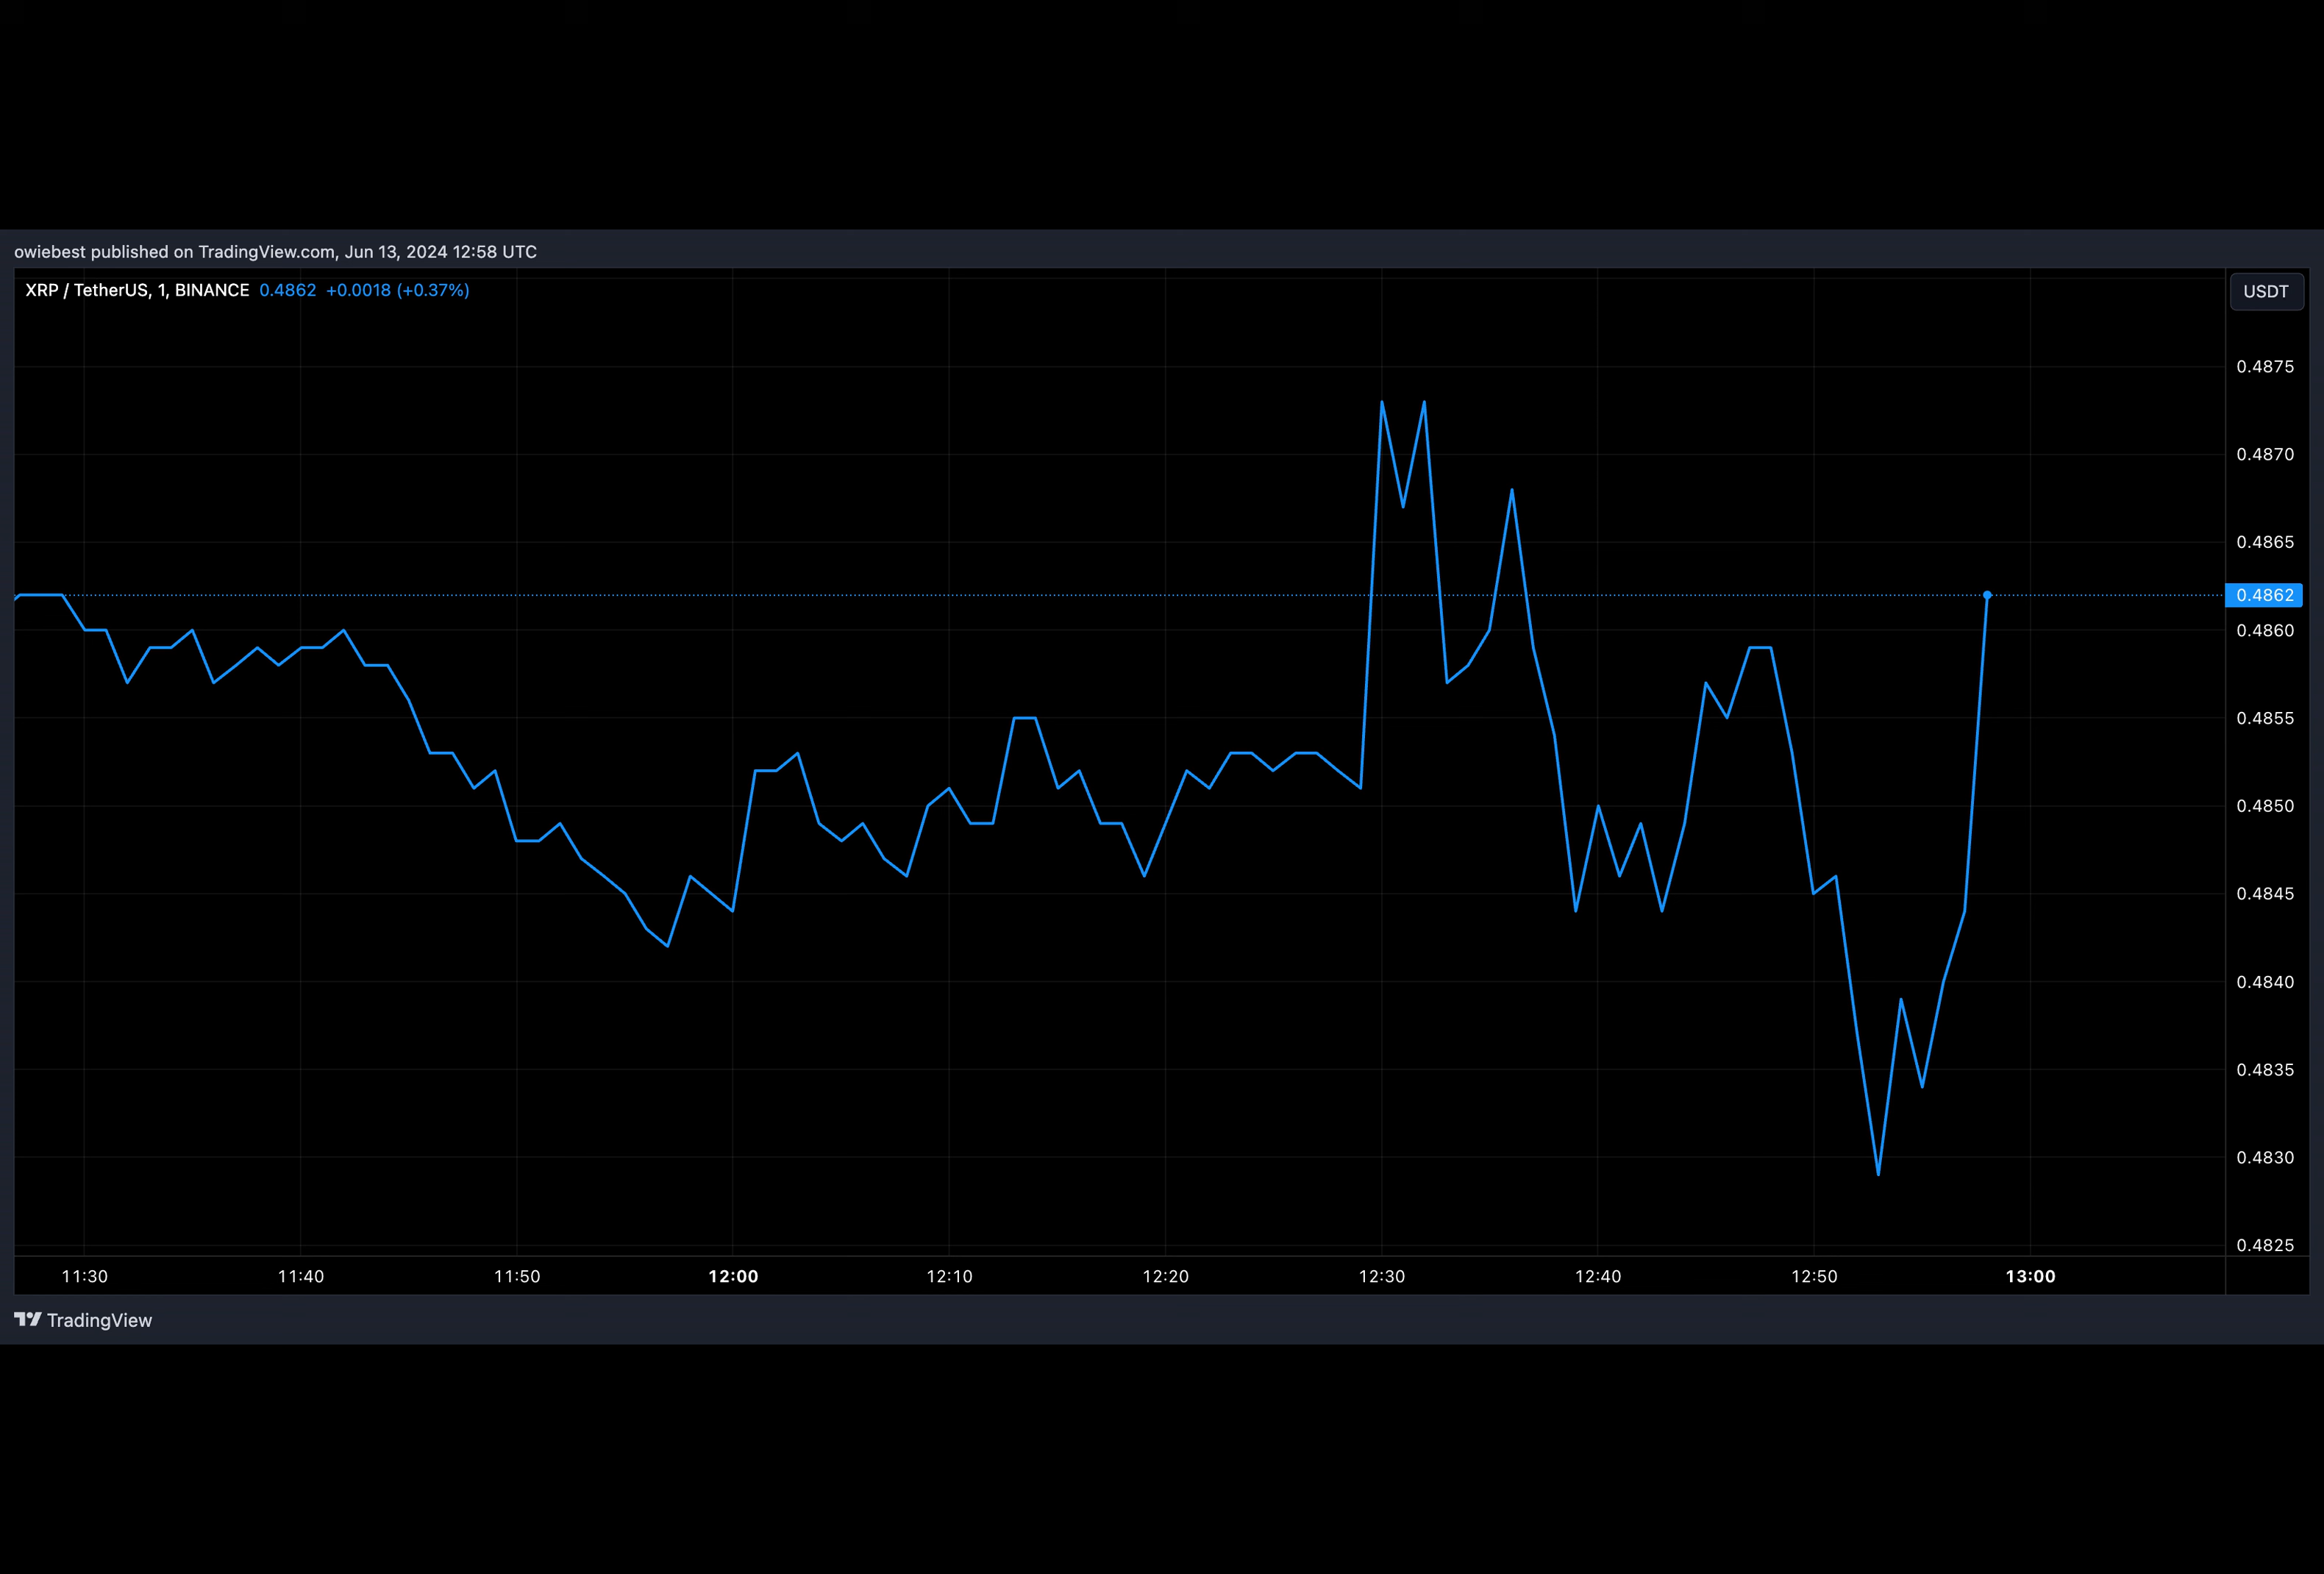 owiebest published on TradingView.com, Jun 13, 2024 12:58 UTC
XRP / TetherUS, 1, BINANCE 0.4862 +0.0018 (+0.37%)
USDT
0.4875
0.4870
0.4865
0.4862
0.4860
0.4855
0.4850
0.4845
0.4840
0.4835
0.4830
0.4825
11:30 11:40 11:50 12:00 12:10 12:20 12:30 12:40 12:50 13:00
TradingView